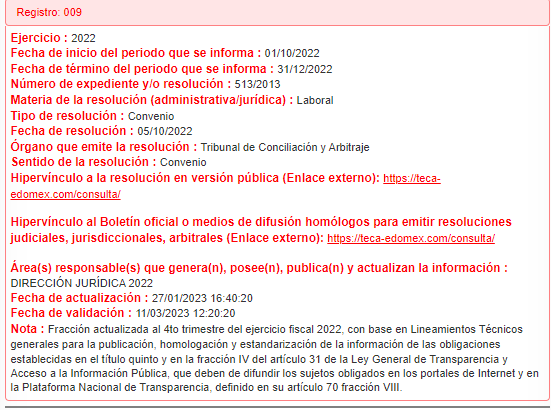 Registro: 009
Ejercicio : 2022
Fecha de inicio del periodo que se informa : 01/10/2022
Fecha de término del periodo que se informa : 31/12/2022
Número de expediente y/o resolución : 513/2013
Materia de la resolución (administrativa/jurídica) : Laboral
Tipo de resolución : Convenio
Fecha de resolución : 05/10/2022
Órgano que emite la resolución : Tribunal de Conciliación y Arbitraje
Sentido de la resolución : Convenio
Hipervínculo a la resolución en versión pública (Enlace externo): https://teca-
edomex.com/consulta/
Hipervínculo al Boletín oficial o medios de difusión homólogos para emitir resoluciones
judiciales, jurisdiccionales, arbitrales (Enlace externo): https://teca-edomex.com/consulta/
Área(s) responsable(s) que genera(n), posee(n), publica(n) y actualizan la información :
DIRECCIÓN JURÍDICA 2022
Fecha de actualización : 27/01/2023 16:40:20
Fecha de validación : 11/03/2023 12:20:20
Nota : Fracción actualizada al 4to trimestre del ejercicio fiscal 2022, con base en Lineamientos Técnicos
generales para la publicación, homologación y estandarización de la información de las obligaciones
establecidas en el título quinto y en la fracción IV del artículo 31 de la Ley General de Transparencia y
Acceso a la Información Pública, que deben de difundir los sujetos obligados en los portales de Internet y en
la Plataforma Nacional de Transparencia, definido en su artículo 70 fracción VIII.